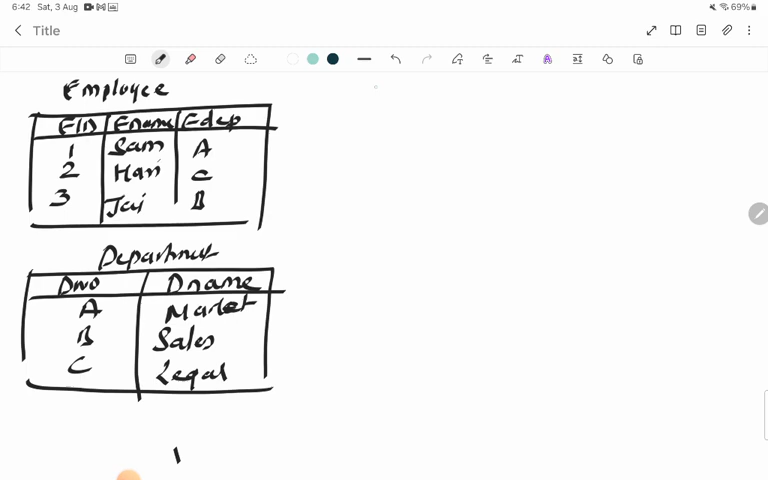 6:42 Sat, 3 Aug 69%
Title
Employee
EID Ename Edep
1 Sam A
2 Hari C
3 Jai B
Department
Dno Dname
A Market
B Sales
C Legal